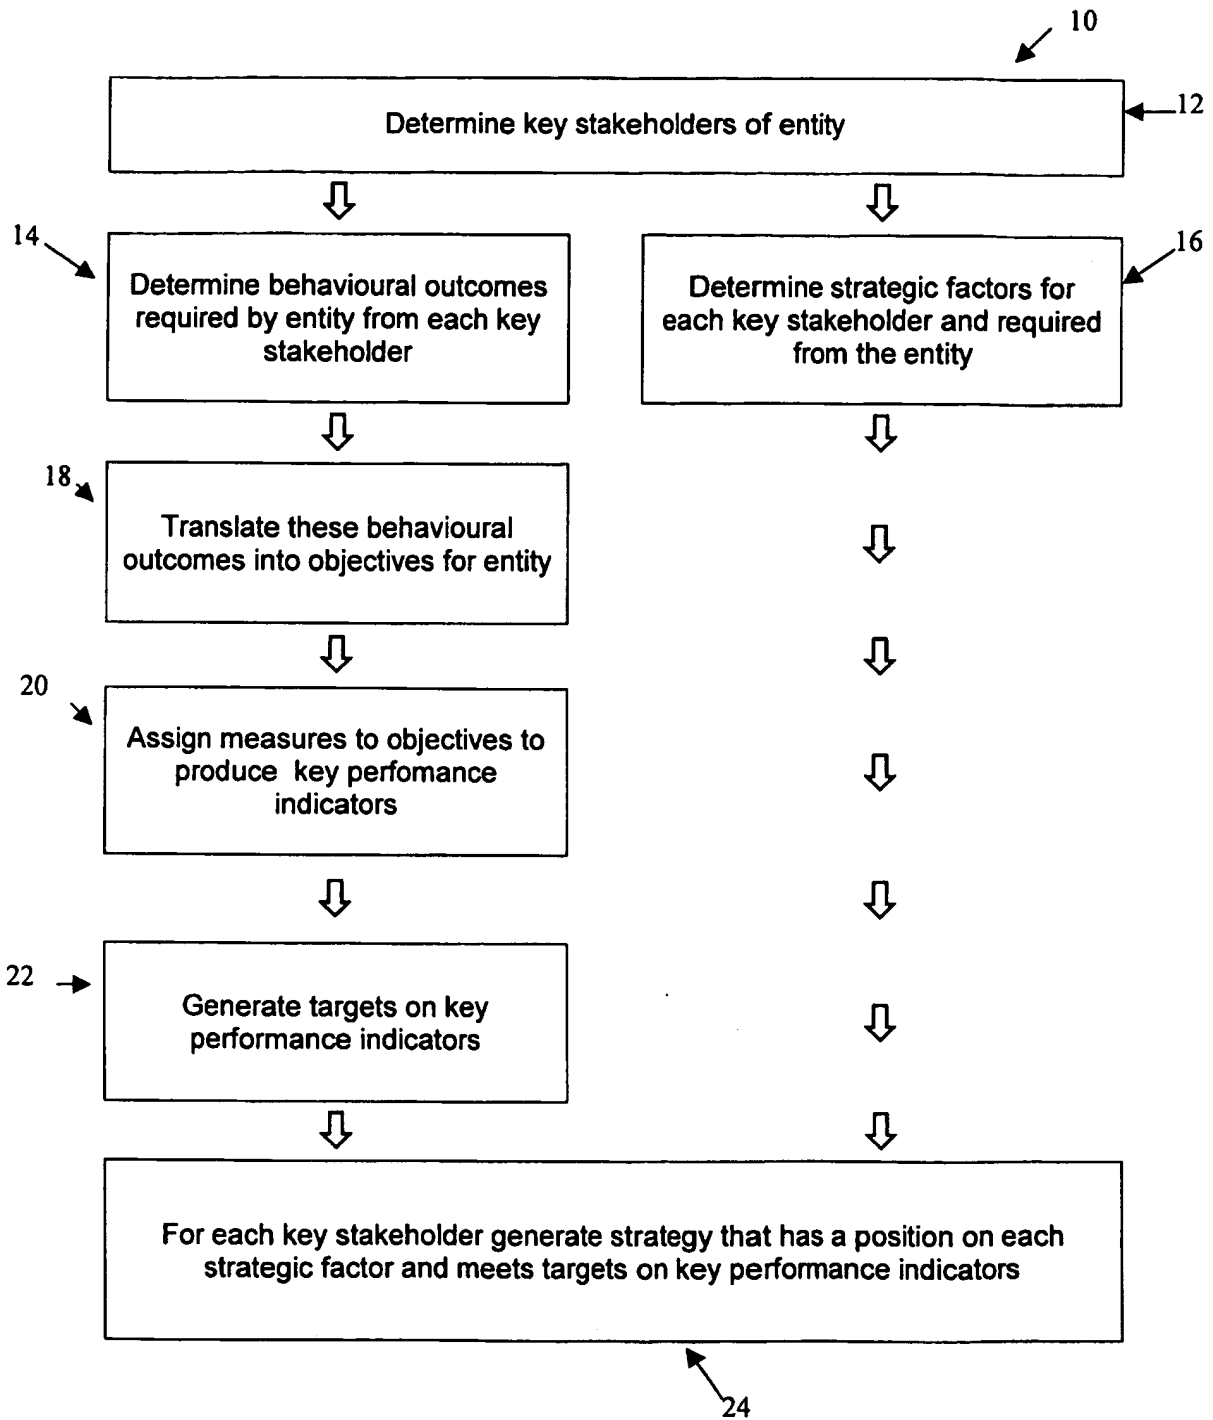 10
Determine key stakeholders of entity
12
14
Determine behavioural outcomes
required by entity from each key
stakeholder
16
Determine strategic factors for
each key stakeholder and required
from the entity
18
Translate these behavioural
outcomes into objectives for entity
20
Assign measures to objectives to
produce key perfomance
indicators
22
Generate targets on key
performance indicators
For each key stakeholder generate strategy that has a position on each
strategic factor and meets targets on key performance indicators
24